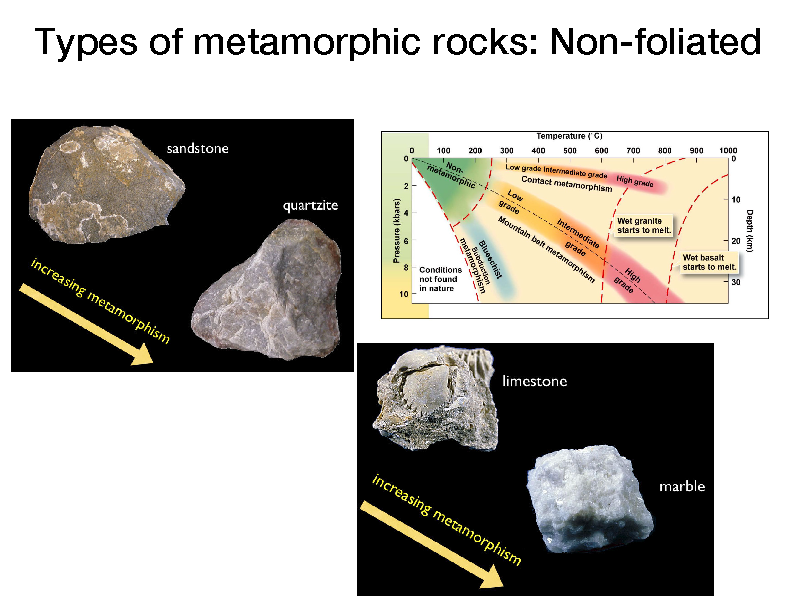 Types of metamorphic rocks: Non-foliated
sandstone
quartzite
increasing metamorphism
Temperature (°C)
0 100 200 300 400 500 600 700 800 900 1000
Pressure (kbars)
0
2
4
6
8
10
Depth (km)
0
10
20
30
Non-
metamorphic
Low grade Intermediate grade High grade
Contact metamorphism
Low
grade
Intermediate
grade
High
grade
Mountain belt metamorphism
Blueschist
Subduction
metamorphism
Conditions
not found
in nature
Wet granite
starts to melt.
Wet basalt
starts to melt.
limestone
marble
increasing metamorphism